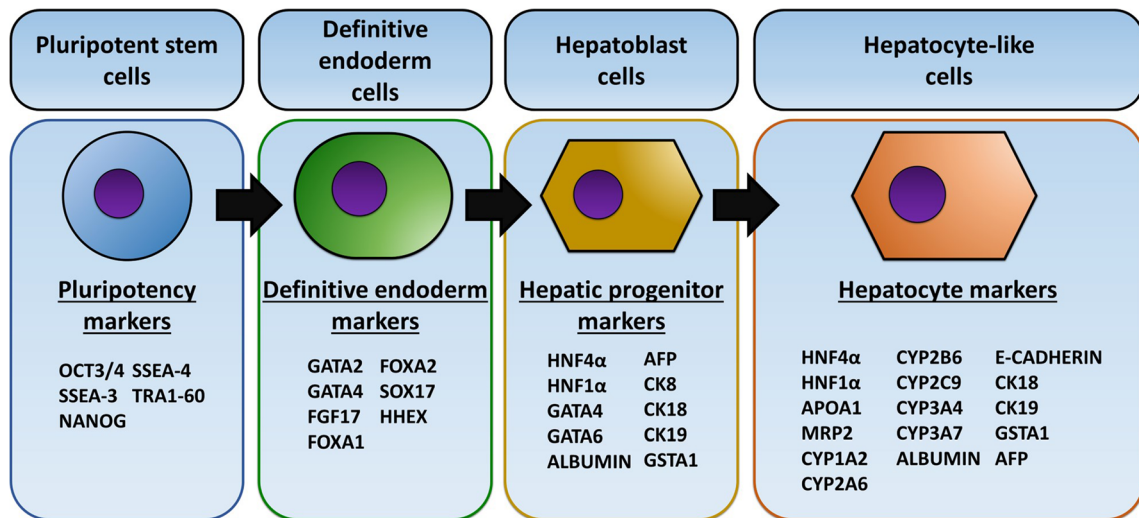 Pluripotent stem
cells
Definitive
endoderm
cells
Hepatoblast
cells
Hepatocyte-like
cells
Pluripotency
markers
OCT3/4 SSEA-4
SSEA-3 TRA1-60
NANOG
Definitive endoderm
markers
GATA2 FOXA2
GATA4 SOX17
FGF17 HHEX
FOXA1
Hepatic progenitor
markers
HNF4α AFP
HNF1α CK8
GATA4 CK18
GATA6 CK19
ALBUMIN GSTA1
Hepatocyte markers
HNF4α CYP2B6 E-CADHERIN
HNF1α CYP2C9 CK18
APOA1 CYP3A4 CK19
MRP2 CYP3A7 GSTA1
CYP1A2 ALBUMIN AFP
CYP2A6